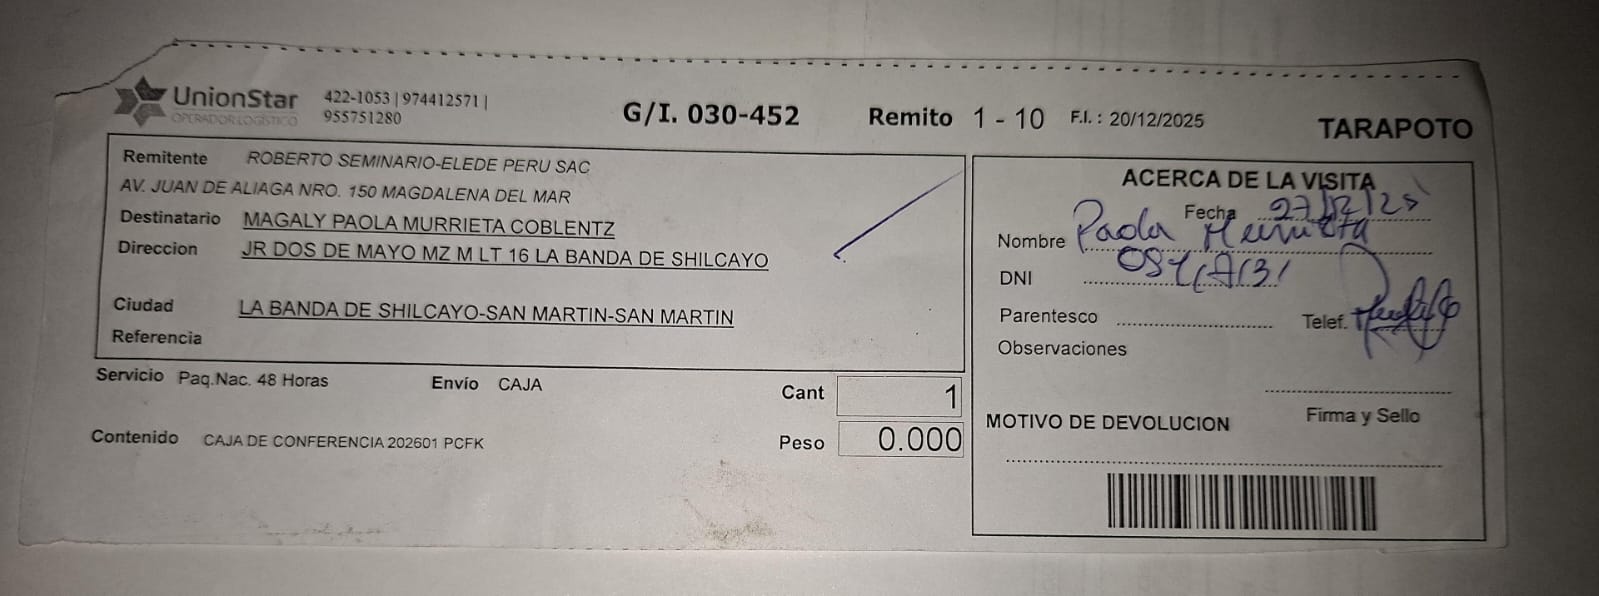 UnionStar
OPERADOR LOGÍSTICO
422-1053 | 974412571 |
955751280
G/I. 030-452
Remito 1 - 10
F.I. : 20/12/2025
TARAPOTO
Remitente ROBERTO SEMINARIO-ELEDE PERU SAC
AV. JUAN DE ALIAGA NRO. 150 MAGDALENA DEL MAR
Destinatario MAGALY PAOLA MURRIETA COBLENTZ
Direccion JR DOS DE MAYO MZ M LT 16 LA BANDA DE SHILCAYO
Ciudad LA BANDA DE SHILCAYO-SAN MARTIN-SAN MARTIN
Referencia
Servicio Paq.Nac. 48 Horas
Envío CAJA
Cant 1
Contenido CAJA DE CONFERENCIA 202601 PCFK
Peso 0.000
ACERCA DE LA VISITA
Fecha 27/12/25
Nombre Paola Murrieta
DNI
Parentesco
Telef.
Observaciones
Firma y Sello
MOTIVO DE DEVOLUCION